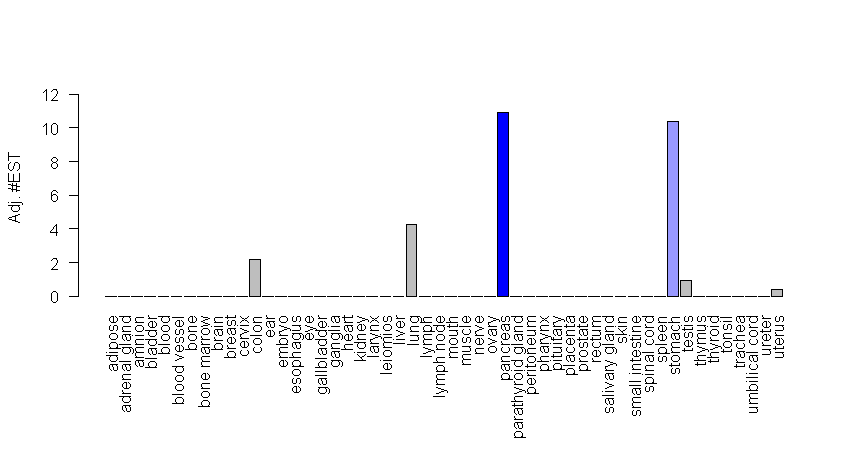 Adj. #EST
12
10
8
6
4
2
0
adipose
adrenal gland
amnion
bladder
blood
blood vessel
bone
bone marrow
brain
breast
cervix
colon
ear
embryo
esophagus
eye
gallbladder
ganglia
heart
kidney
larynx
leiomios
liver
lung
lymph
lymph node
mouth
muscle
nerve
ovary
pancreas
parathyroid gland
peritoneum
pharynx
pituitary
placenta
prostate
rectum
salivary gland
skin
small intestine
spinal cord
spleen
stomach
testis
thymus
thyroid
tonsil
trachea
umbilical cord
ureter
uterus